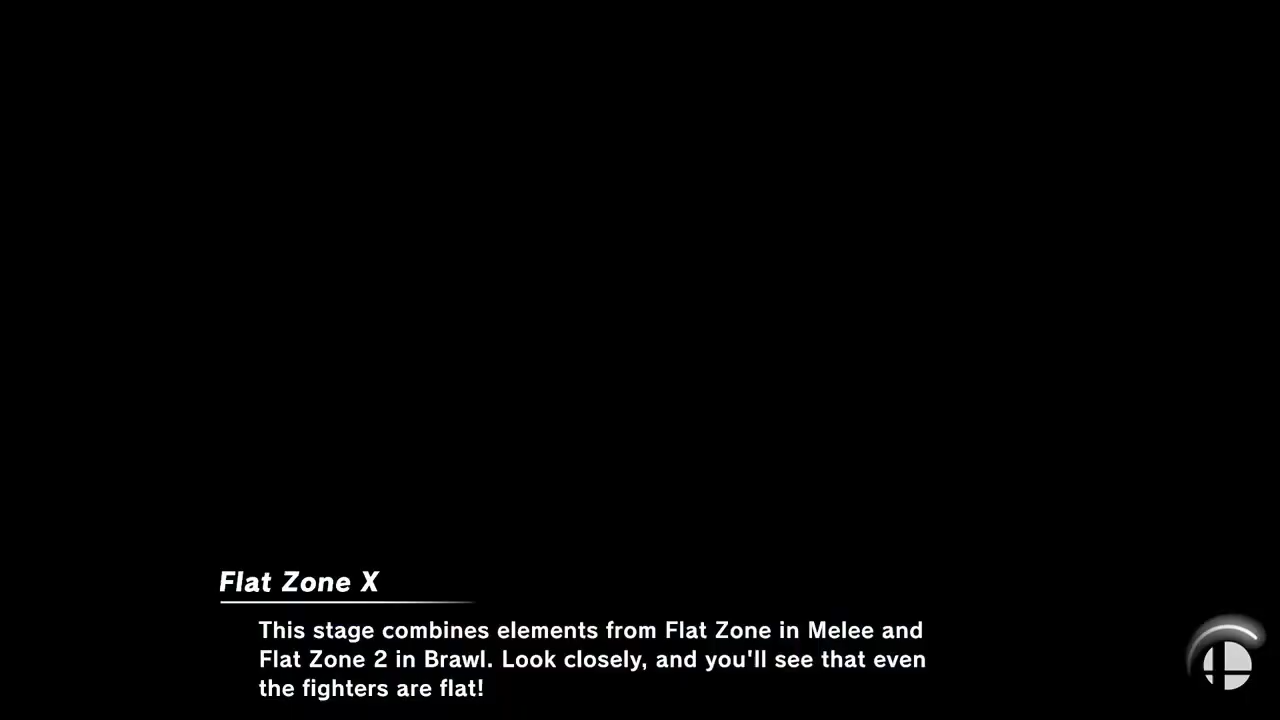 Flat Zone X
This stage combines elements from Flat Zone in Melee and
Flat Zone 2 in Brawl. Look closely, and you'll see that even
the fighters are flat!